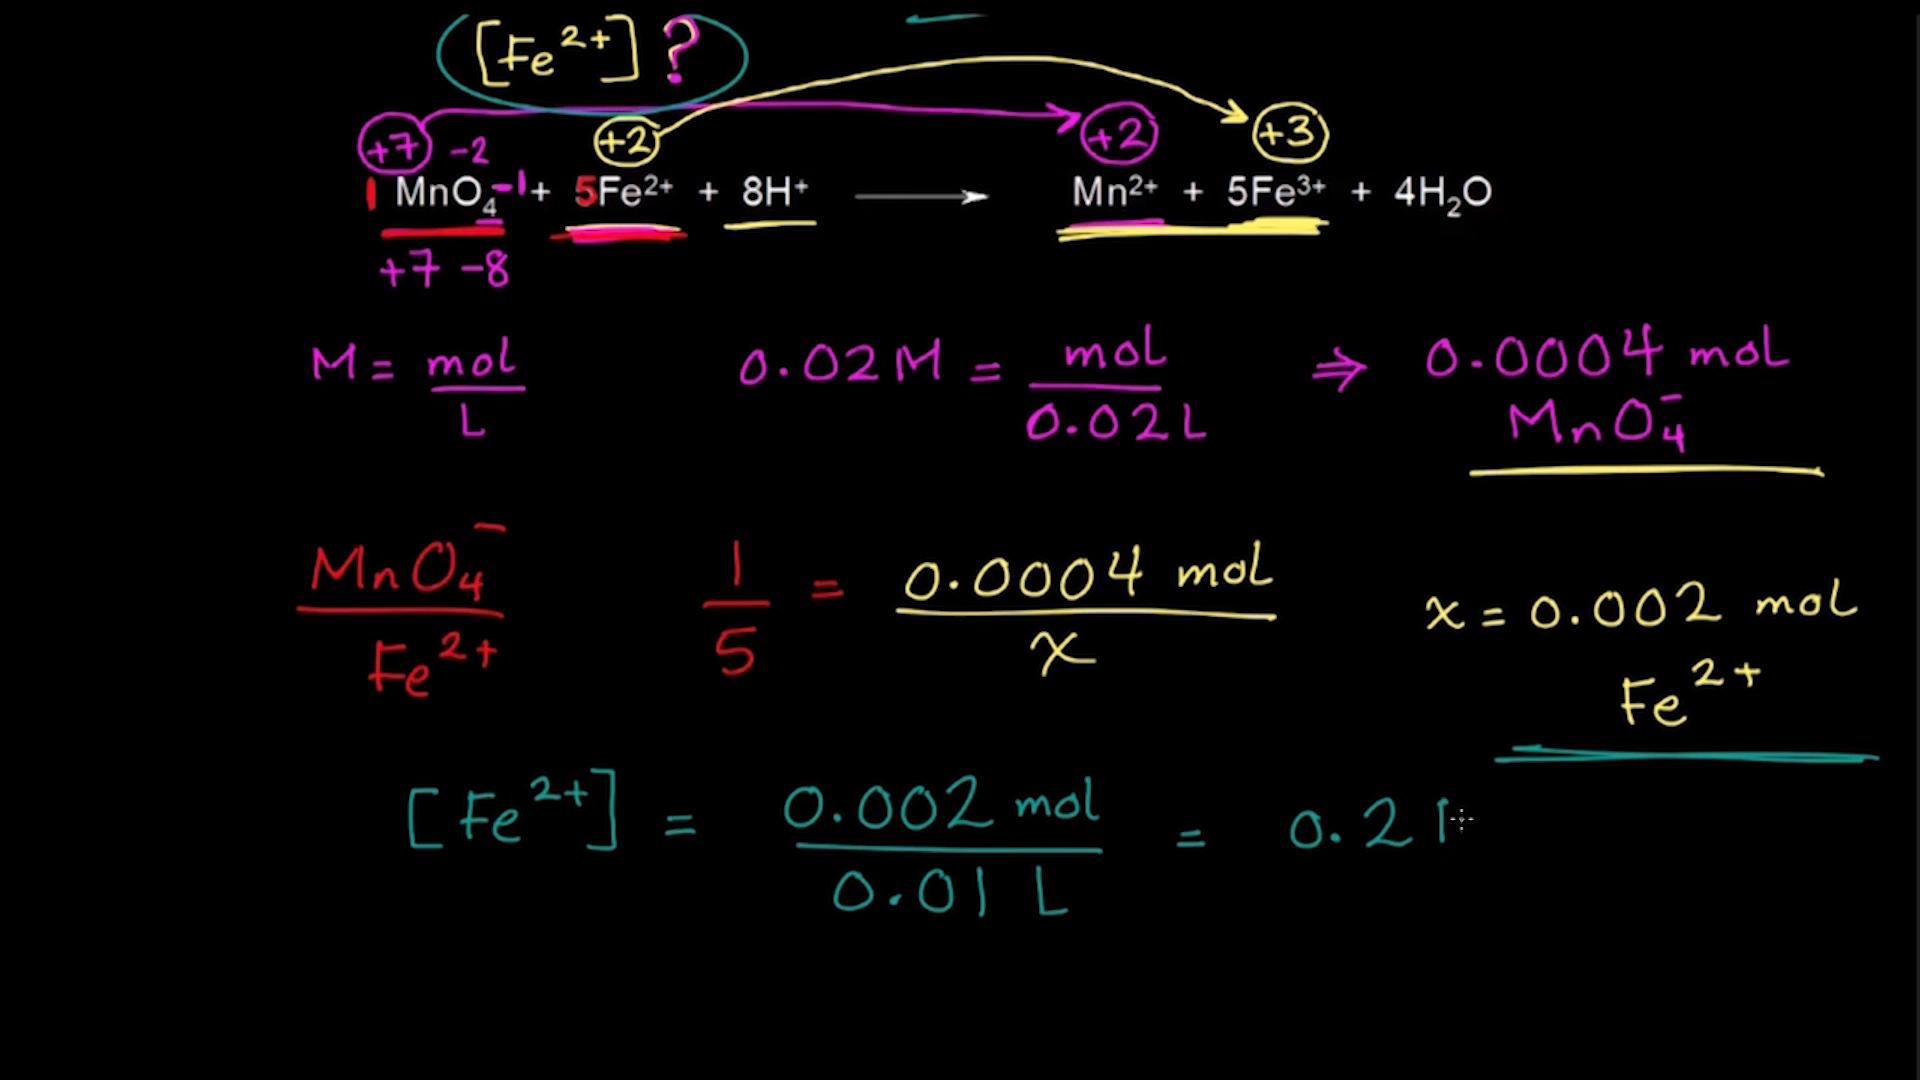 [Fe²⁺] ?
+7 -2 +2 +2 +3
1 MnO₄⁻¹ + 5Fe²⁺ + 8H⁺ → Mn²⁺ + 5Fe³⁺ + 4H₂O
+7 -8
M = mol / L 0.02 M = mol / 0.02 L ⇒ 0.0004 mol
MnO₄⁻
MnO₄⁻ / Fe²⁺ 1 / 5 = 0.0004 mol / x x = 0.002 mol
Fe²⁺
[Fe²⁺] = 0.002 mol / 0.01 L = 0.2